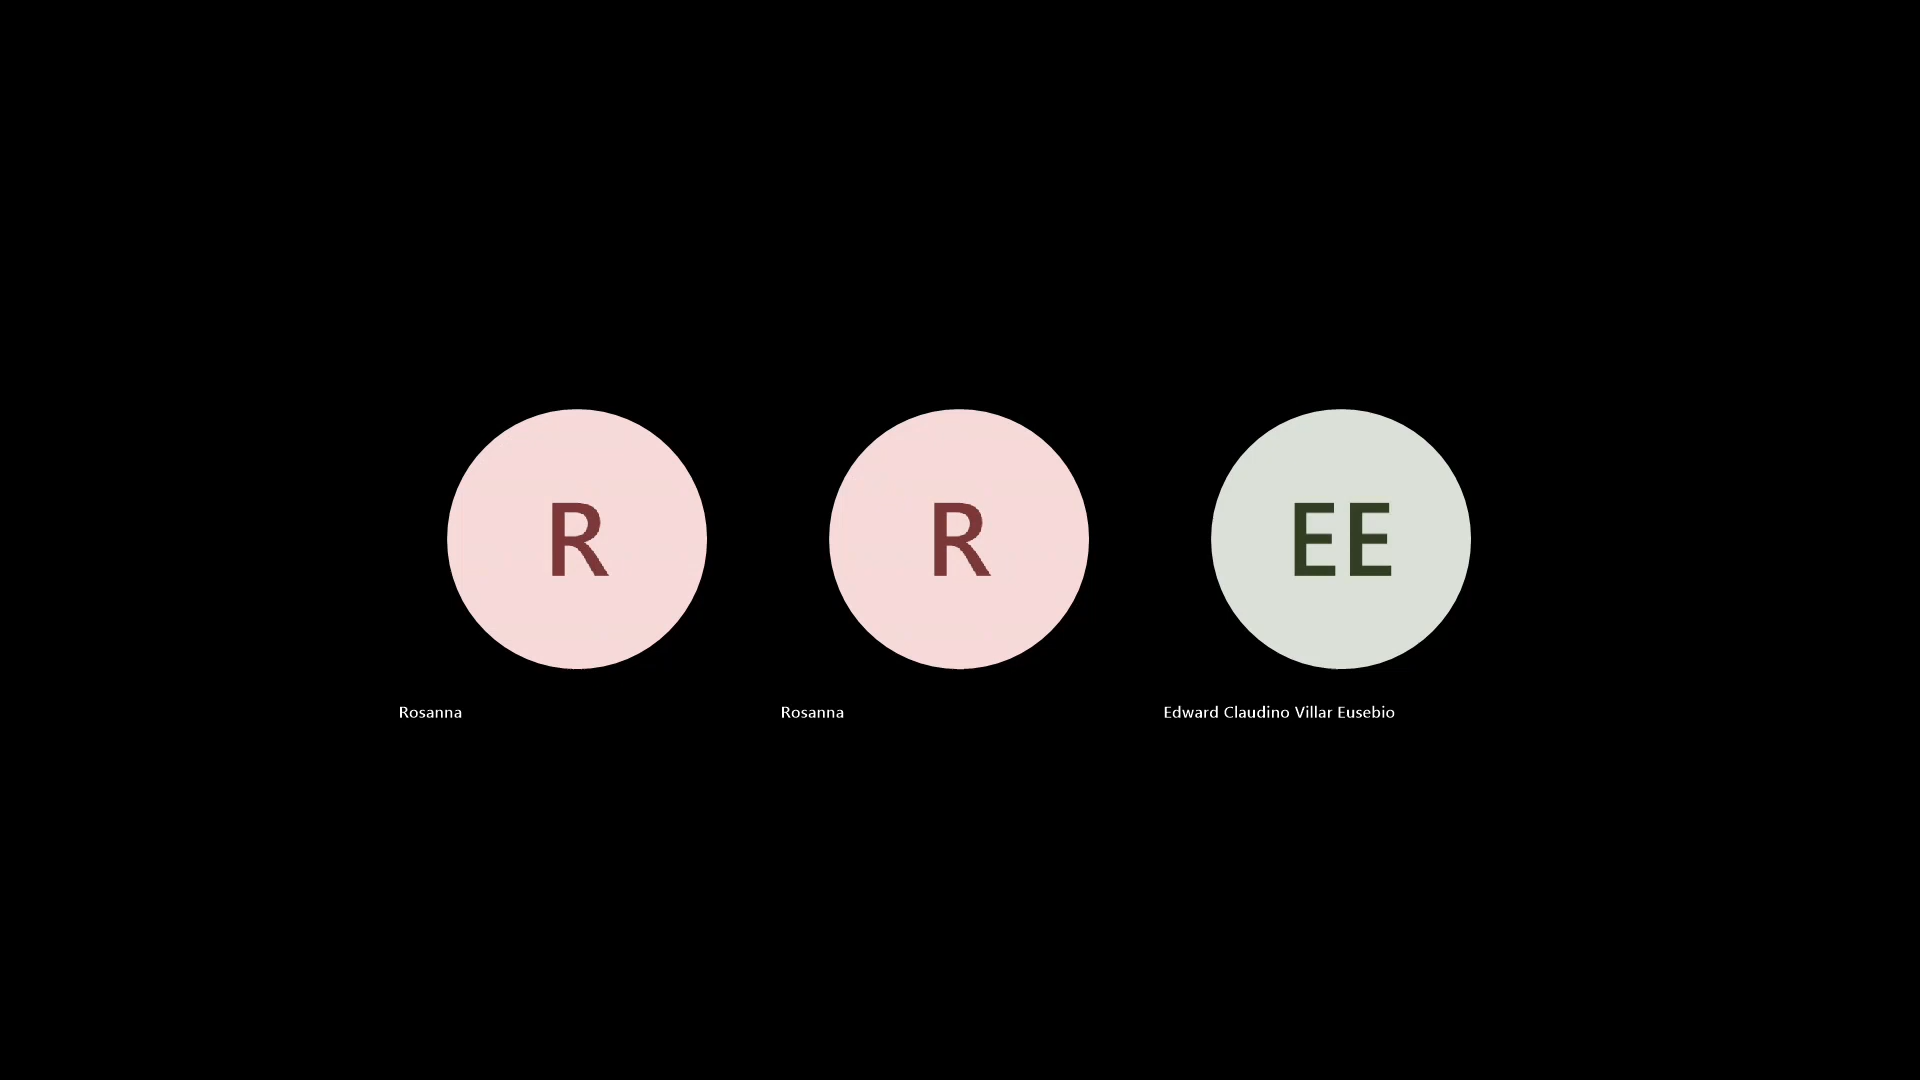 R
R
EE
Rosanna
Rosanna
Edward Claudino Villar Eusebio